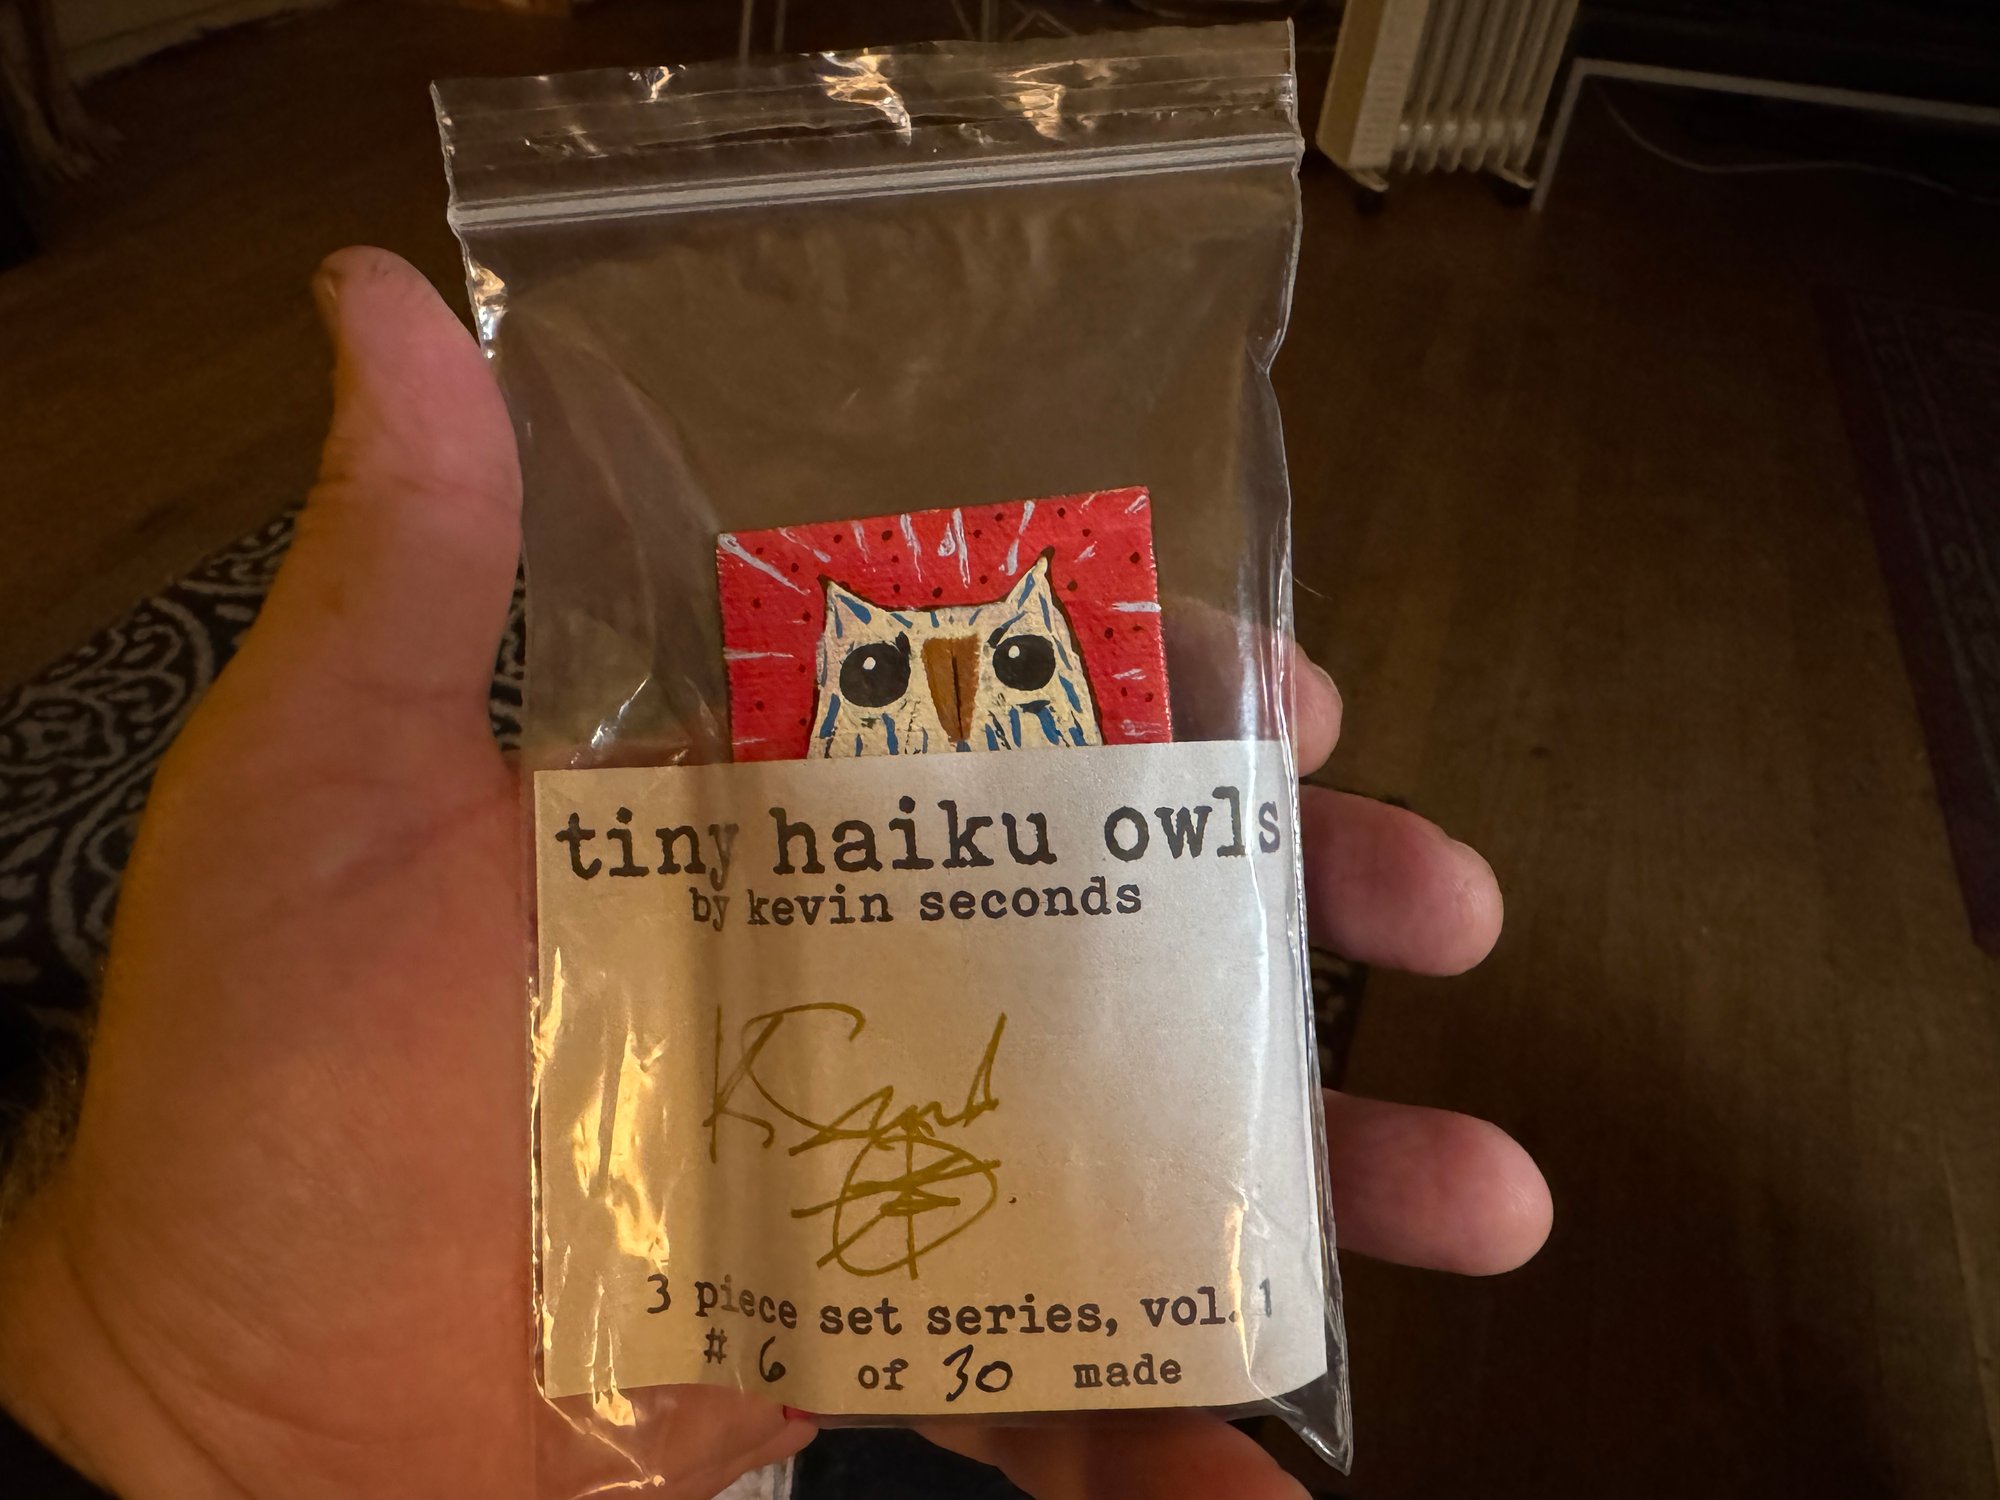 tiny haiku owls
by kevin seconds
3 piece set series, vol. 1
# 6 of 30 made